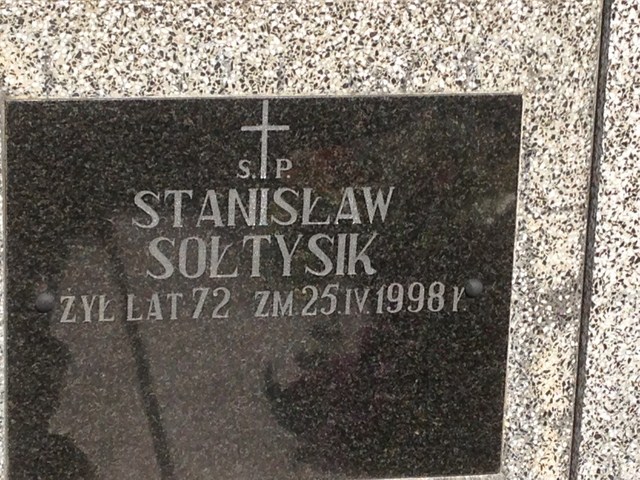 S. P.
STANISŁAW
SOŁTYSIK
ŻYŁ LAT 72 ZM. 25.IV.1998 r.